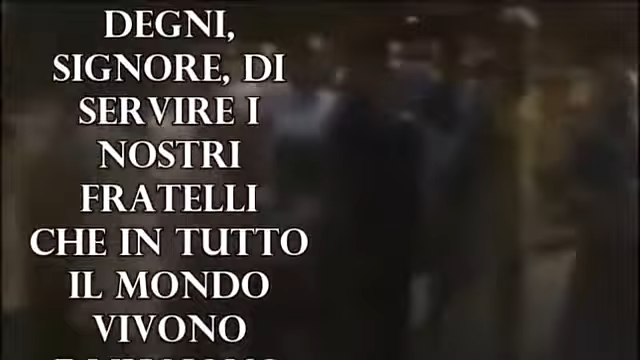 DEGNI,
SIGNORE, DI
SERVIRE I
NOSTRI
FRATELLI
CHE IN TUTTO
IL MONDO
VIVONO